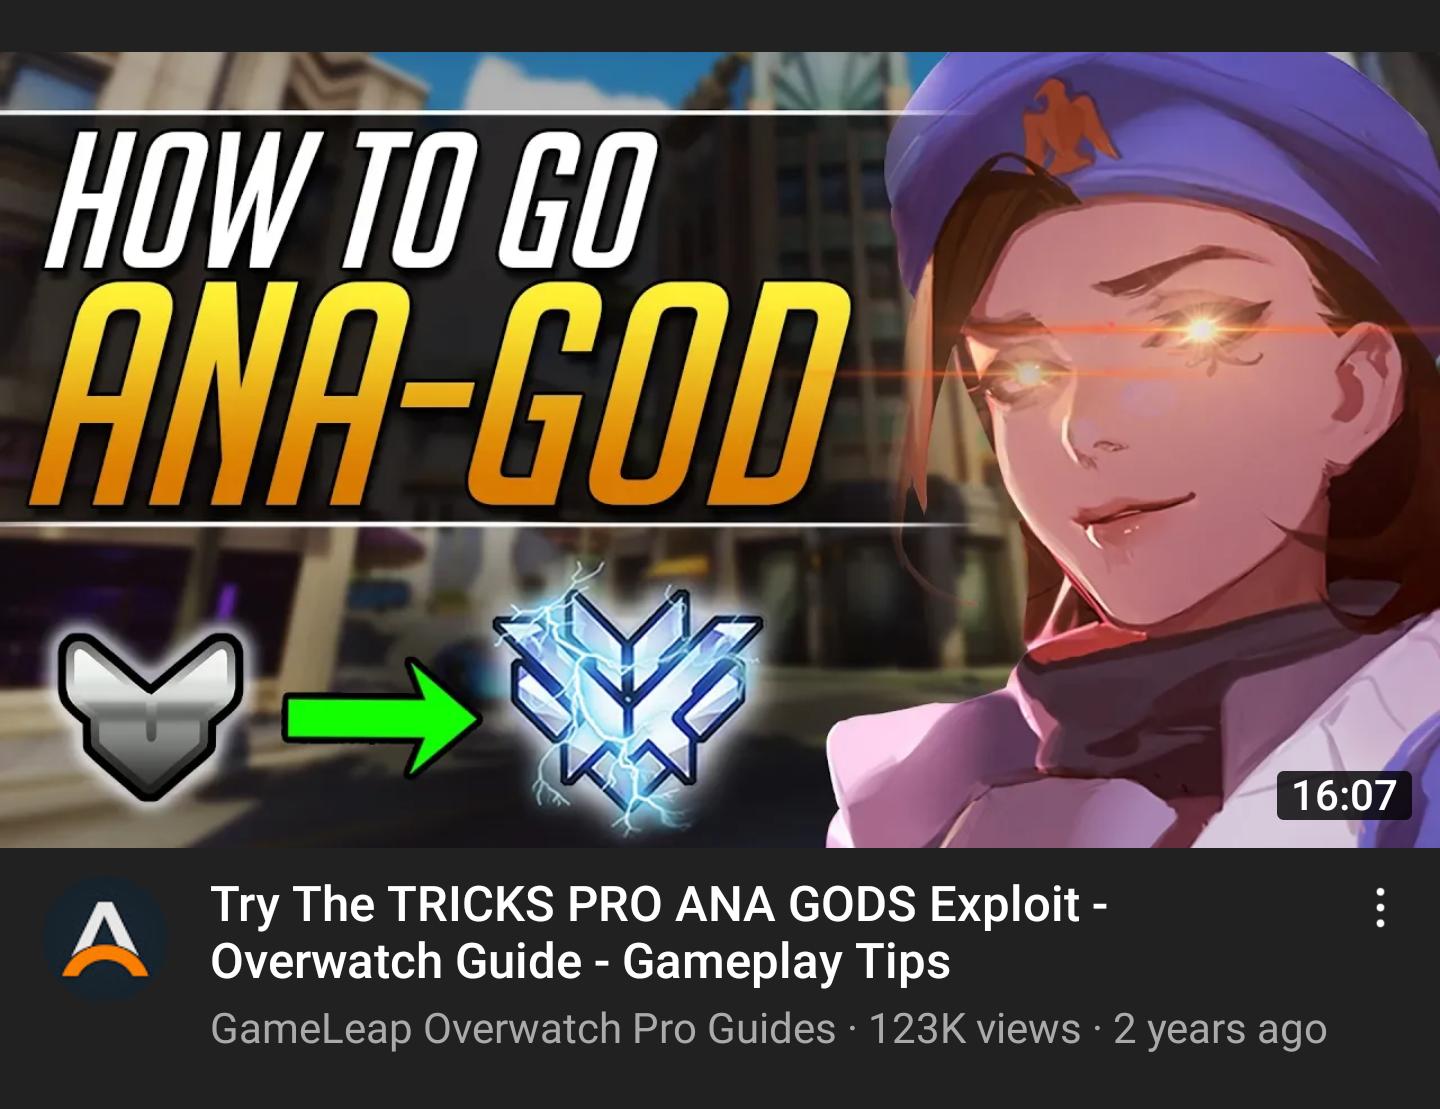 HOW TO GO
ANA-GOD
16:07
Try The TRICKS PRO ANA GODS Exploit -
Overwatch Guide - Gameplay Tips
GameLeap Overwatch Pro Guides · 123K views · 2 years ago